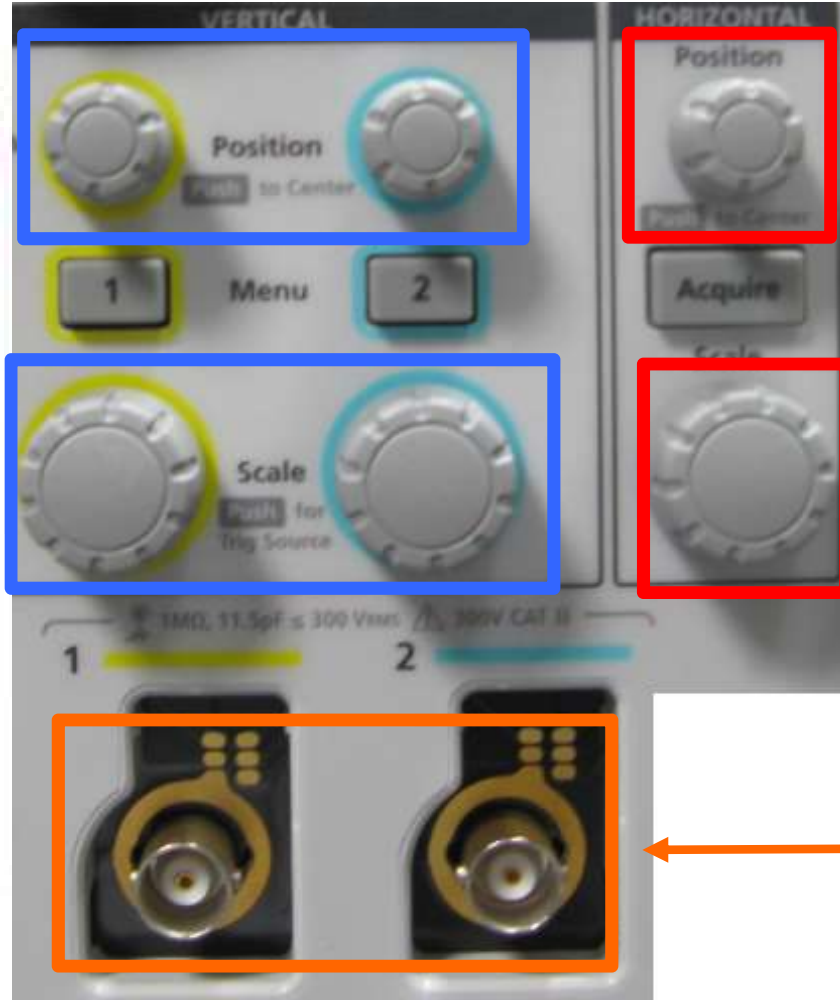 VERTICAL
HORIZONTAL
Position
Position
Push to Center
Push to Center
1 Menu 2
Acquire
Scale
Scale
Push for
Trig Source
1MΩ, 11.5pF ≤ 300 VRMS 300V CAT II
1 2